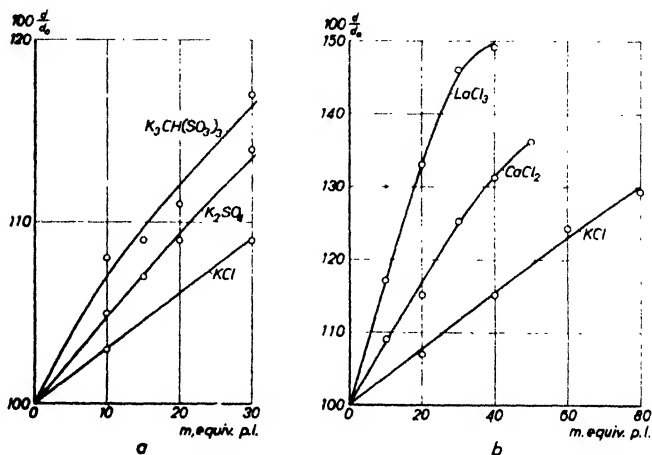 100 d/d₀
120
110
100
K₃CH(SO₃)₃
K₂SO₄
KCl
0 10 20 30
m, equiv. p.l.
a
100 d/d₀
150
140
130
120
110
100
LaCl₃
CaCl₂
KCl
0 20 40 60 80
m. equiv. p.l.
b